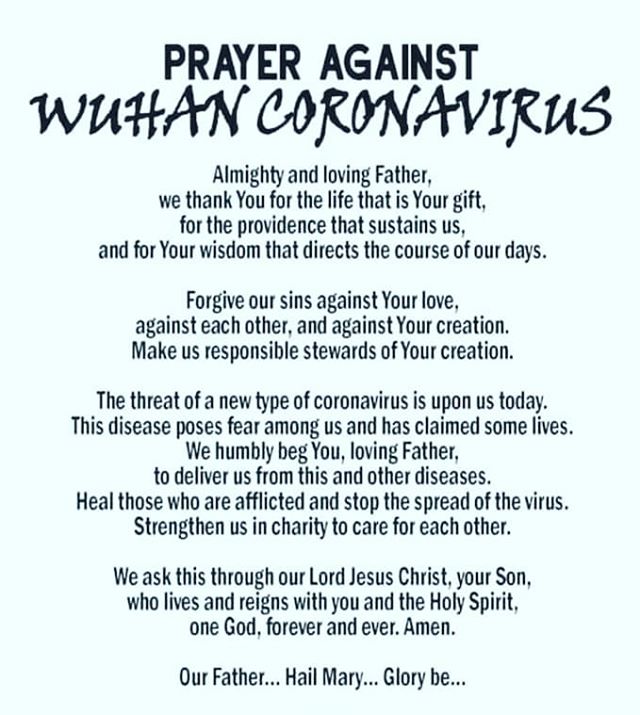 PRAYER AGAINST
WUHAN CORONAVIRUS
Almighty and loving Father,
we thank You for the life that is Your gift,
for the providence that sustains us,
and for Your wisdom that directs the course of our days.
Forgive our sins against Your love,
against each other, and against Your creation.
Make us responsible stewards of Your creation.
The threat of a new type of coronavirus is upon us today.
This disease poses fear among us and has claimed some lives.
We humbly beg You, loving Father,
to deliver us from this and other diseases.
Heal those who are afflicted and stop the spread of the virus.
Strengthen us in charity to care for each other.
We ask this through our Lord Jesus Christ, your Son,
who lives and reigns with you and the Holy Spirit,
one God, forever and ever. Amen.
Our Father... Hail Mary... Glory be...